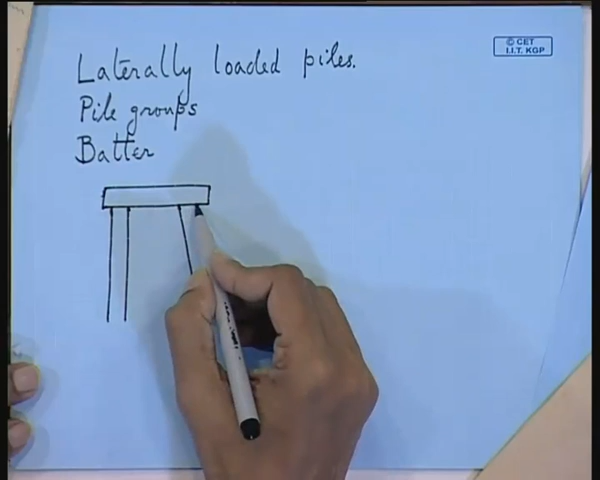 Laterally loaded piles.
© CET
I.I.T. KGP
Pile groups
Batter